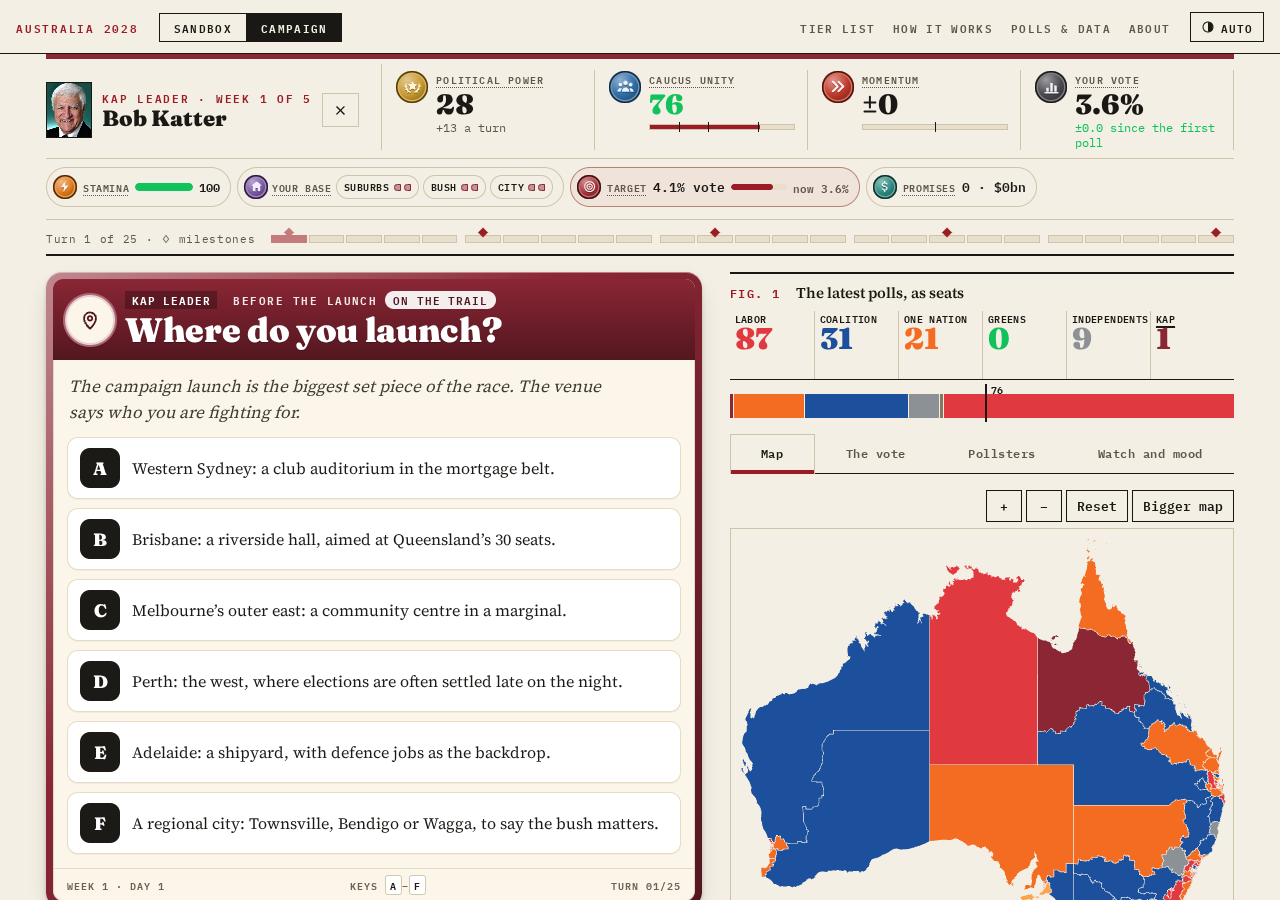 AUSTRALIA 2028
SANDBOX
CAMPAIGN
TIER LIST
HOW IT WORKS
POLLS & DATA
ABOUT
AUTO
KAP LEADER · WEEK 1 OF 5
Bob Katter
×
POLITICAL POWER
28
+13 a turn
CAUCUS UNITY
76
MOMENTUM
±0
YOUR VOTE
3.6%
±0.0 since the first
poll
STAMINA
100
YOUR BASE
SUBURBS
BUSH
CITY
TARGET 4.1% vote now 3.6%
PROMISES 0 · $0bn
Turn 1 of 25 · ◊ milestones
KAP LEADER BEFORE THE LAUNCH ON THE TRAIL
Where do you launch?
The campaign launch is the biggest set piece of the race. The venue
says who you are fighting for.
A Western Sydney: a club auditorium in the mortgage belt.
B Brisbane: a riverside hall, aimed at Queensland’s 30 seats.
C Melbourne’s outer east: a community centre in a marginal.
D Perth: the west, where elections are often settled late on the night.
E Adelaide: a shipyard, with defence jobs as the backdrop.
F A regional city: Townsville, Bendigo or Wagga, to say the bush matters.
WEEK 1 · DAY 1
KEYS A–F
TURN 01/25
FIG. 1 The latest polls, as seats
LABOR
87
COALITION
31
ONE NATION
21
GREENS
0
INDEPENDENTS
9
KAP
1
76
Map
The vote
Pollsters
Watch and mood
+
−
Reset
Bigger map